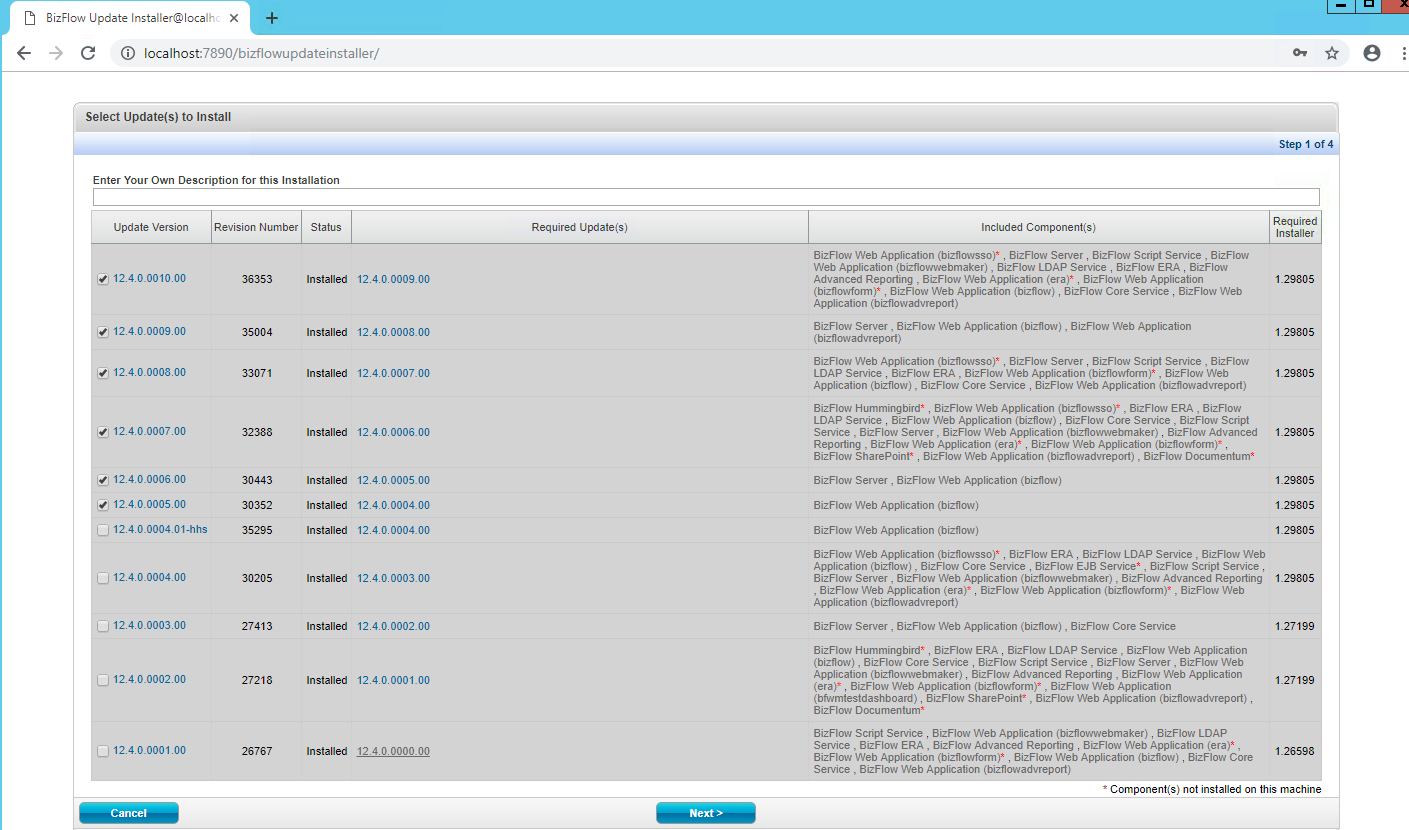 BizFlow Update Installer@localho
localhost:7890/bizflowupdateinstaller/
Select Update(s) to Install
Step 1 of 4
Enter Your Own Description for this Installation
Update Version Revision Number Status Required Update(s) Included Component(s) Required Installer
12.4.0.0010.00 36353 Installed 12.4.0.0009.00
BizFlow Web Application (bizflowsso)* , BizFlow Server , BizFlow Script Service , BizFlow
Web Application (bizflowwebmaker) , BizFlow LDAP Service , BizFlow ERA , BizFlow
Advanced Reporting , BizFlow Web Application (era)* , BizFlow Web Application
(bizflowform)* , BizFlow Web Application (bizflow) , BizFlow Core Service , BizFlow Web
Application (bizflowadvreport)
1.29805
12.4.0.0009.00 35004 Installed 12.4.0.0008.00
BizFlow Server , BizFlow Web Application (bizflow) , BizFlow Web Application
(bizflowadvreport)
1.29805
12.4.0.0008.00 33071 Installed 12.4.0.0007.00
BizFlow Web Application (bizflowsso)* , BizFlow Server , BizFlow Script Service , BizFlow
LDAP Service , BizFlow ERA , BizFlow Web Application (bizflowform)* , BizFlow Web
Application (bizflow) , BizFlow Core Service , BizFlow Web Application (bizflowadvreport)
1.29805
12.4.0.0007.00 32388 Installed 12.4.0.0006.00
BizFlow Hummingbird* , BizFlow Web Application (bizflowsso)* , BizFlow ERA , BizFlow
LDAP Service , BizFlow Web Application (bizflow) , BizFlow Core Service , BizFlow Script
Service , BizFlow Server , BizFlow Web Application (bizflowwebmaker) , BizFlow Advanced
Reporting , BizFlow Web Application (era)* , BizFlow Web Application (bizflowform)* ,
BizFlow SharePoint* , BizFlow Web Application (bizflowadvreport) , BizFlow Documentum*
1.29805
12.4.0.0006.00 30443 Installed 12.4.0.0005.00 BizFlow Server , BizFlow Web Application (bizflow) 1.29805
12.4.0.0005.00 30352 Installed 12.4.0.0004.00 BizFlow Web Application (bizflow) 1.29805
12.4.0.0004.01-hhs 35295 Installed 12.4.0.0004.00 BizFlow Web Application (bizflow) 1.29805
12.4.0.0004.00 30205 Installed 12.4.0.0003.00
BizFlow Web Application (bizflowsso)* , BizFlow ERA , BizFlow LDAP Service , BizFlow Web
Application (bizflow) , BizFlow Core Service , BizFlow EJB Service* , BizFlow Script Service ,
BizFlow Server , BizFlow Web Application (bizflowwebmaker) , BizFlow Advanced Reporting
, BizFlow Web Application (era)* , BizFlow Web Application (bizflowform)* , BizFlow Web
Application (bizflowadvreport)
1.29805
12.4.0.0003.00 27413 Installed 12.4.0.0002.00 BizFlow Server , BizFlow Web Application (bizflow) , BizFlow Core Service 1.27199
12.4.0.0002.00 27218 Installed 12.4.0.0001.00
BizFlow Hummingbird* , BizFlow ERA , BizFlow LDAP Service , BizFlow Web Application
(bizflow) , BizFlow Core Service , BizFlow Script Service , BizFlow Server , BizFlow Web
Application (bizflowwebmaker) , BizFlow Advanced Reporting , BizFlow Web Application
(era)* , BizFlow Web Application (bizflowform)* , BizFlow Web Application
(bfwmtestdashboard) , BizFlow SharePoint* , BizFlow Web Application (bizflowadvreport) ,
BizFlow Documentum*
1.27199
12.4.0.0001.00 26767 Installed 12.4.0.0000.00
BizFlow Script Service , BizFlow Web Application (bizflowwebmaker) , BizFlow LDAP
Service , BizFlow ERA , BizFlow Advanced Reporting , BizFlow Web Application (era)* ,
BizFlow Web Application (bizflowform)* , BizFlow Web Application (bizflow) , BizFlow Core
Service , BizFlow Web Application (bizflowadvreport)
1.26598
* Component(s) not installed on this machine
Cancel Next >